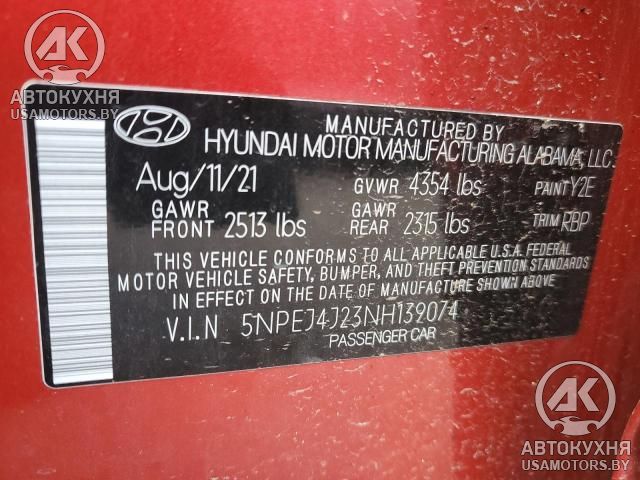 AK
АВТОКУХНЯ
USAMOTORS.BY
MANUFACTURED BY
HYUNDAI MOTOR MANUFACTURING ALABAMA, LLC.
Aug/11/21 GVWR 4354 lbs PAINT Y2E
GAWR FRONT 2513 lbs GAWR REAR 2315 lbs TRIM RBP
THIS VEHICLE CONFORMS TO ALL APPLICABLE U.S.A. FEDERAL
MOTOR VEHICLE SAFETY, BUMPER, AND THEFT PREVENTION STANDARDS
IN EFFECT ON THE DATE OF MANUFACTURE SHOWN ABOVE.
V.I.N 5NPEJ4J23NH139074
PASSENGER CAR
AK
АВТОКУХНЯ
USAMOTORS.BY